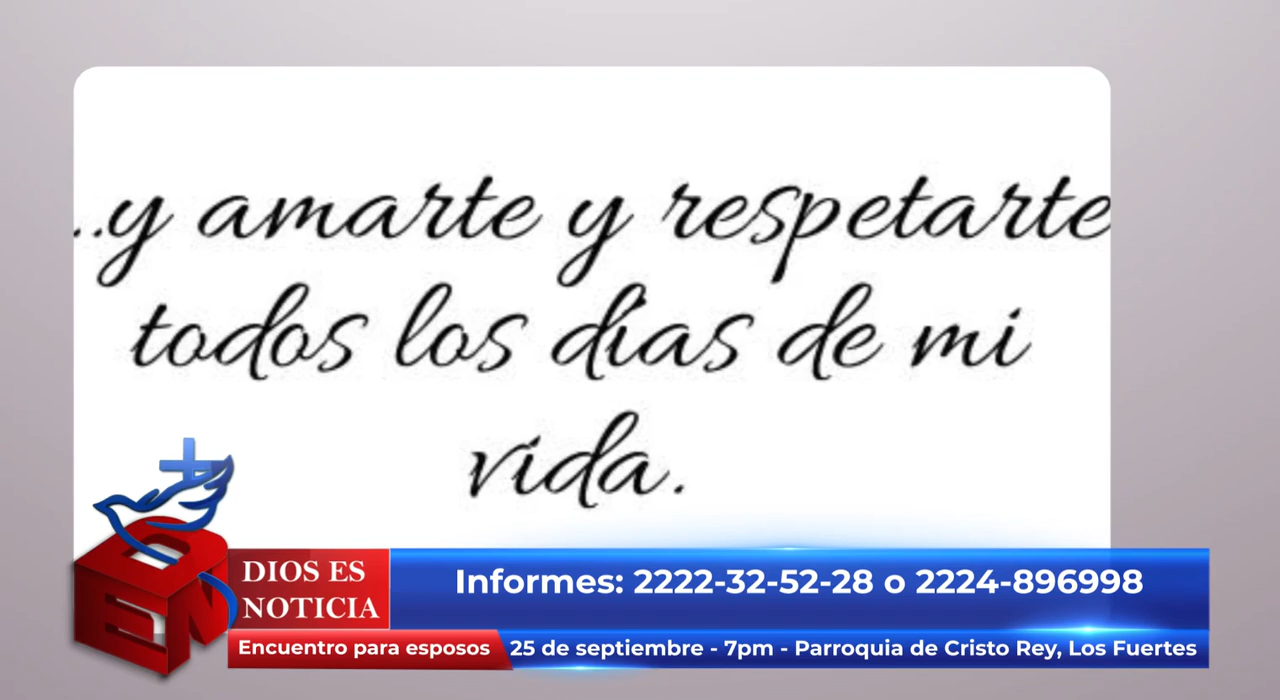 ..y amarte y respetarte
todos los días de mi
vida.
DEN
DIOS ES
NOTICIA
Informes: 2222-32-52-28 o 2224-896998
Encuentro para esposos
25 de septiembre - 7pm - Parroquia de Cristo Rey, Los Fuertes